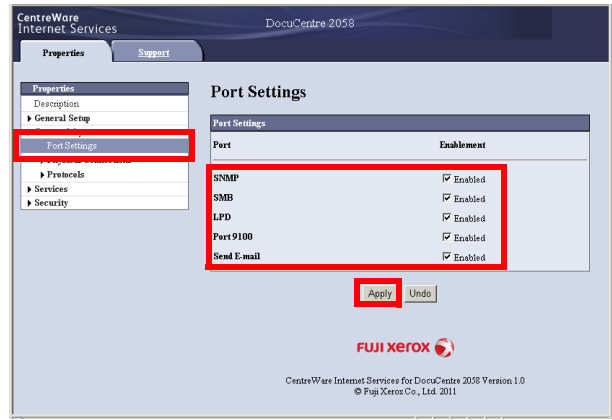 CentreWare
Internet Services
DocuCentre 2058
Properties
Support
Properties
Description
General Setup
Port Settings
Protocols
Services
Security
Port Settings
Port Settings
Port Enablement
SNMP Enabled
SMB Enabled
LPD Enabled
Port 9100 Enabled
Send E-mail Enabled
Apply Undo
FUJI XEROX
CentreWare Internet Services for DocuCentre 2058 Version 1.0
© Fuji Xerox Co., Ltd. 2011